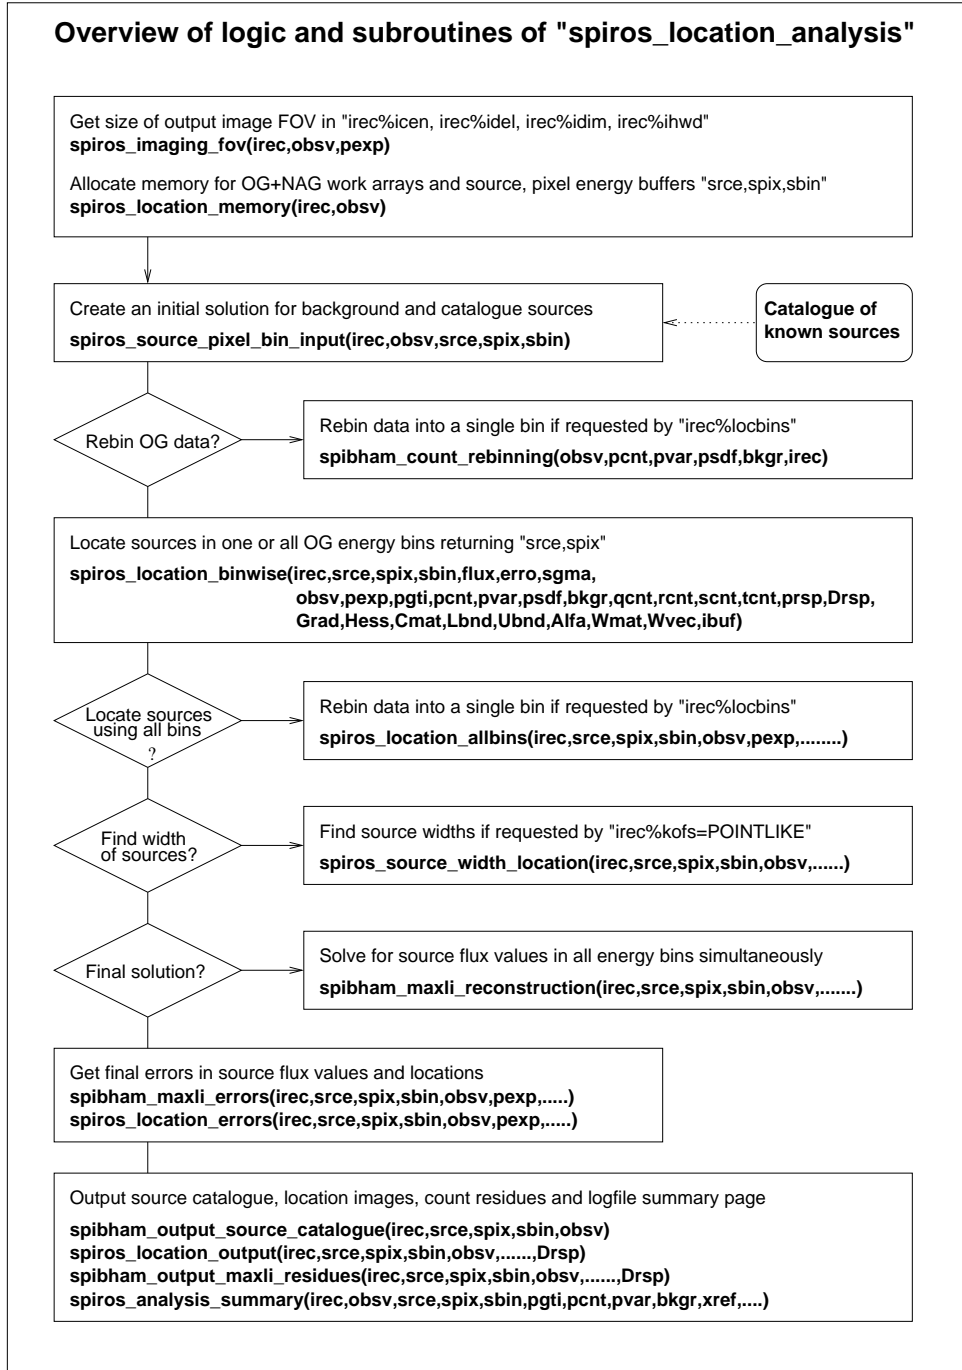 Overview of logic and subroutines of "spiros_location_analysis"
Get size of output image FOV in "irec%icen, irec%idel, irec%idim, irec%ihwd"
spiros_imaging_fov(irec,obsv,pexp)
Allocate memory for OG+NAG work arrays and source, pixel energy buffers "srce,spix,sbin"
spiros_location_memory(irec,obsv)
Create an initial solution for background and catalogue sources
spiros_source_pixel_bin_input(irec,obsv,srce,spix,sbin)
Catalogue of
known sources
Rebin OG data?
Rebin data into a single bin if requested by "irec%locbins"
spibham_count_rebinning(obsv,pcnt,pvar,psdf,bkgr,irec)
Locate sources in one or all OG energy bins returning "srce,spix"
spiros_location_binwise(irec,srce,spix,sbin,flux,erro,sgma,
obsv,pexp,pgti,pcnt,pvar,psdf,bkgr,qcnt,rcnt,scnt,tcnt,prsp,Drsp,
Grad,Hess,Cmat,Lbnd,Ubnd,Alfa,Wmat,Wvec,ibuf)
Locate sources
using all bins
?
Rebin data into a single bin if requested by "irec%locbins"
spiros_location_allbins(irec,srce,spix,sbin,obsv,pexp,........)
Find width
of sources?
Find source widths if requested by "irec%kofs=POINTLIKE"
spiros_source_width_location(irec,srce,spix,sbin,obsv,......)
Final solution?
Solve for source flux values in all energy bins simultaneously
spibham_maxli_reconstruction(irec,srce,spix,sbin,obsv,.......)
Get final errors in source flux values and locations
spibham_maxli_errors(irec,srce,spix,sbin,obsv,pexp,.....)
spiros_location_errors(irec,srce,spix,sbin,obsv,pexp,.....)
Output source catalogue, location images, count residues and logfile summary page
spibham_output_source_catalogue(irec,srce,spix,sbin,obsv)
spiros_location_output(irec,srce,spix,sbin,obsv,......,Drsp)
spibham_output_maxli_residues(irec,srce,spix,sbin,obsv,......,Drsp)
spiros_analysis_summary(irec,obsv,srce,spix,sbin,pgti,pcnt,pvar,bkgr,xref,....)